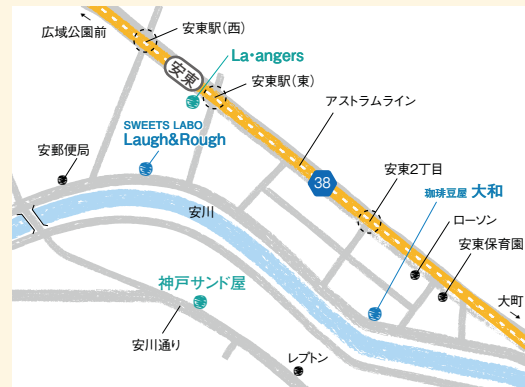 広域公園前
安東駅(西)
La・angers
安東
安東駅(東)
アストラムライン
SWEETS LABO
Laugh&Rough
安郵便局
38
安東2丁目
珈琲豆屋 大和
安川
ローソン
安東保育園
神戸サンド屋
大町
安川通り
レプトン